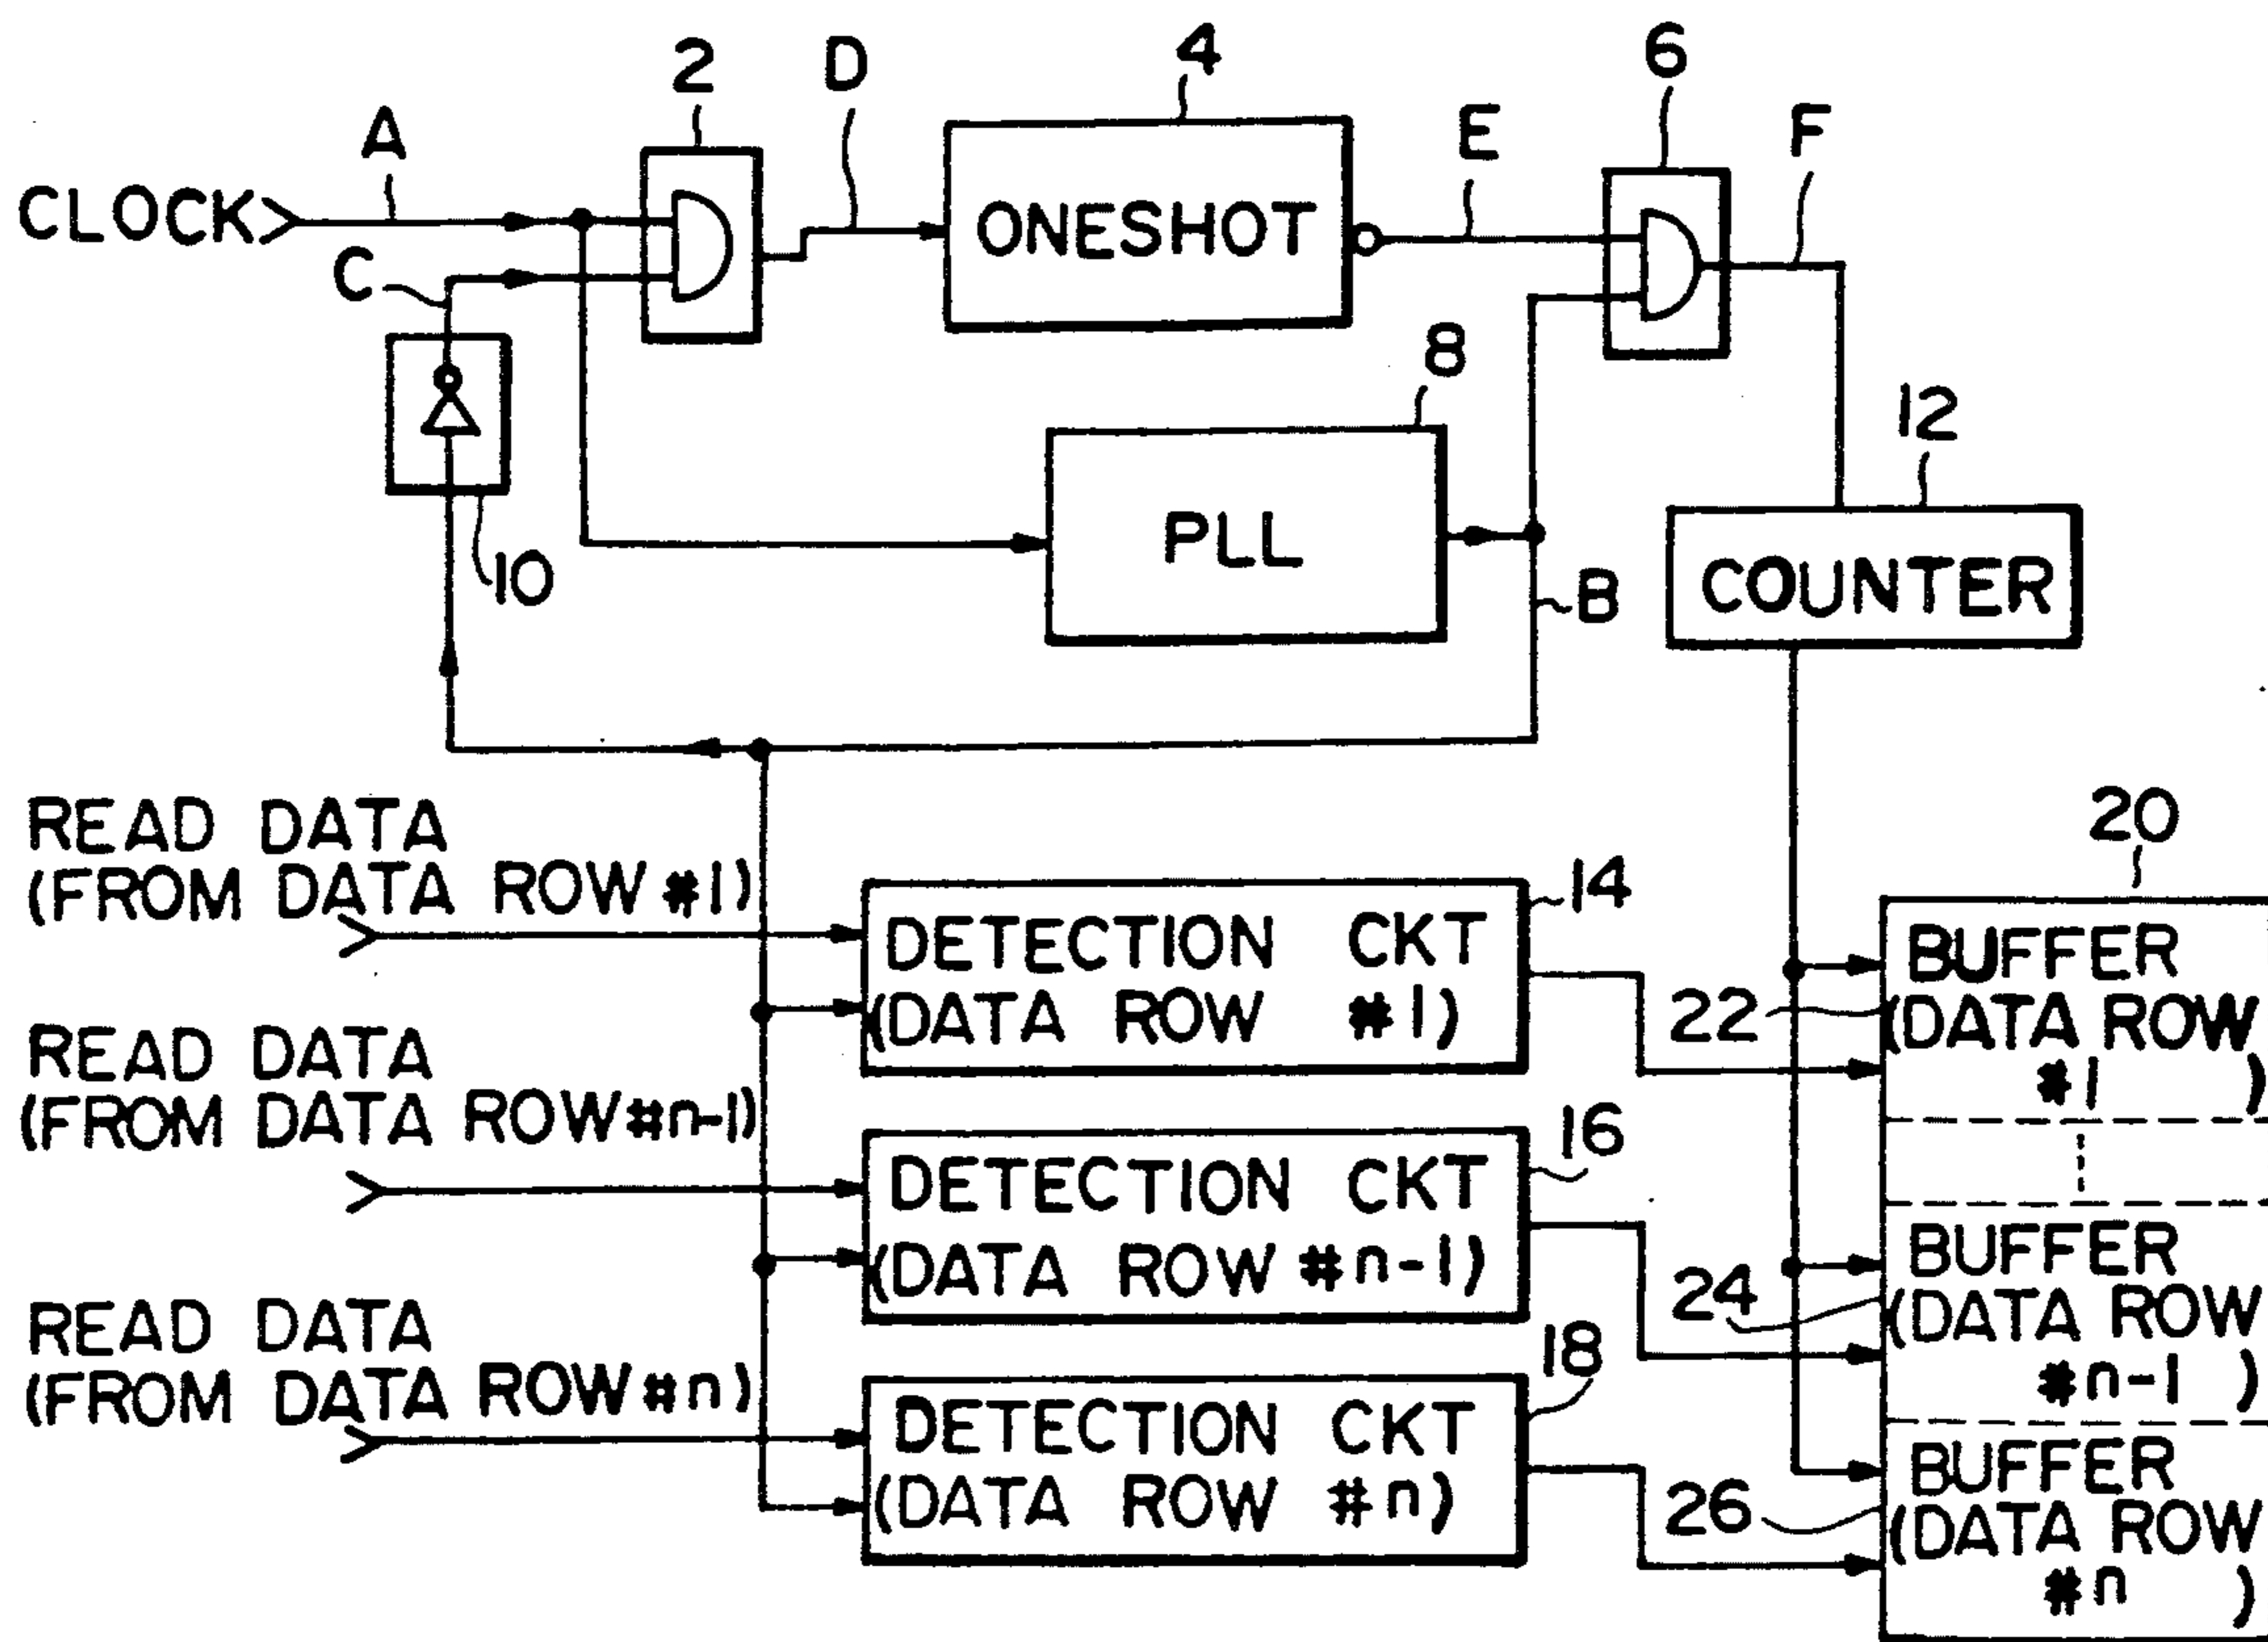 2
D
4
6
A
E
F
CLOCK
ONESHOT
C
8
12
PLL
10
B
COUNTER
READ DATA
(FROM DATA ROW #1)
20
14
DETECTION CKT
(DATA ROW #1)
BUFFER
22
(DATA ROW
#1 )
READ DATA
(FROM DATA ROW #n-1)
16
DETECTION CKT
(DATA ROW #n-1)
BUFFER
24
(DATA ROW
#n-1 )
READ DATA
(FROM DATA ROW #n)
18
DETECTION CKT
(DATA ROW #n)
BUFFER
26
(DATA ROW
#n )